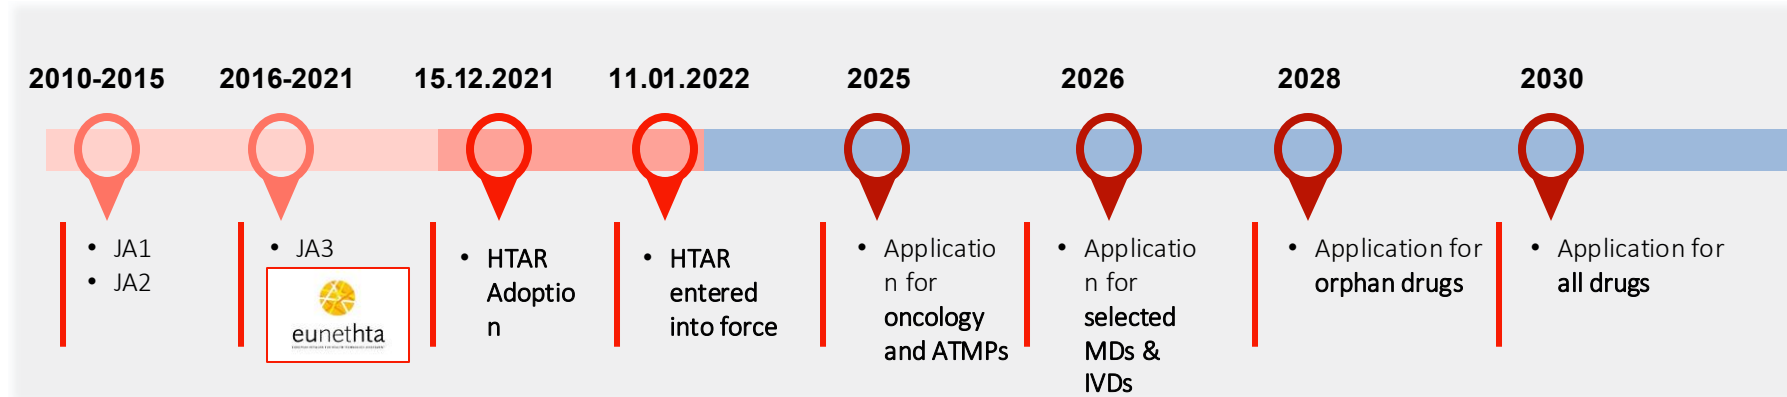 2010-2015
2016-2021
15.12.2021
11.01.2022
2025
2026
2028
2030
• JA1
• JA2
• JA3
eunethta
• HTAR
Adoptio
n
• HTAR
entered
into force
• Applicatio
n for
oncology
and ATMPs
• Applicatio
n for
selected
MDs &
IVDs
• Application for
orphan drugs
• Application for
all drugs